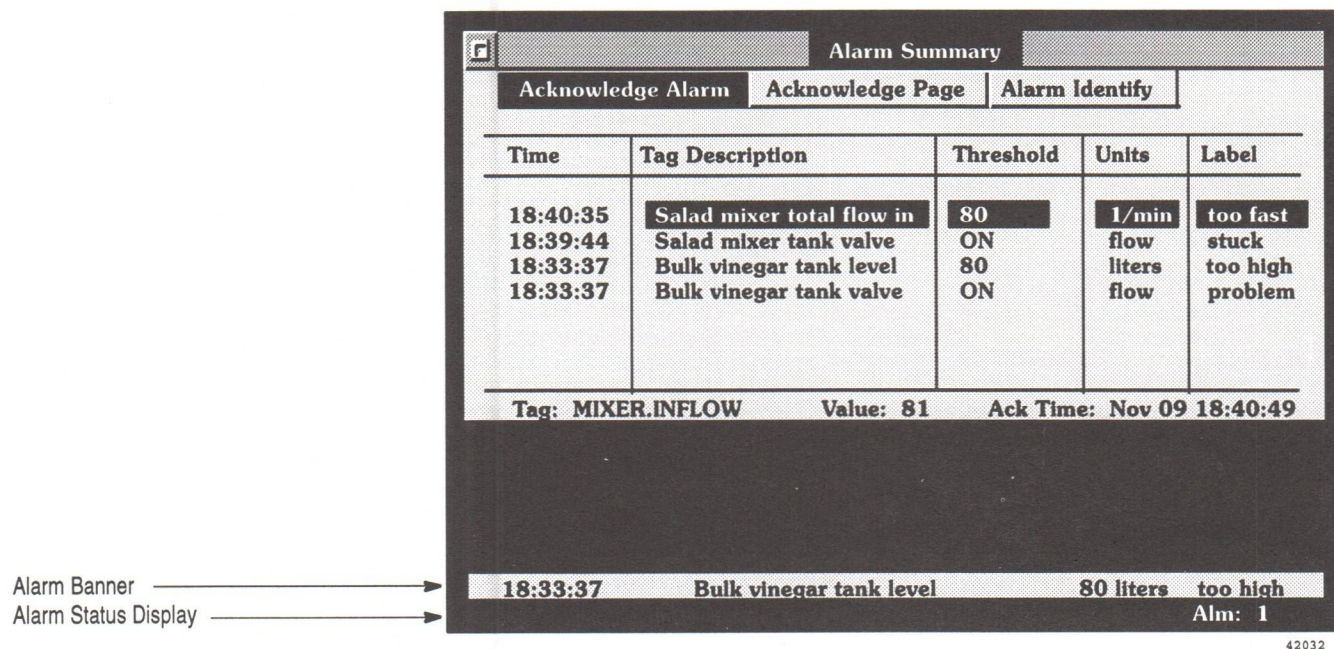 Alarm Summary
Acknowledge Alarm Acknowledge Page Alarm Identify
Time Tag Description Threshold Units Label
18:40:35 Salad mixer total flow in 80 1/min too fast
18:39:44 Salad mixer tank valve ON flow stuck
18:33:37 Bulk vinegar tank level 80 liters too high
18:33:37 Bulk vinegar tank valve ON flow problem
Tag: MIXER.INFLOW Value: 81 Ack Time: Nov 09 18:40:49
Alarm Banner
18:33:37 Bulk vinegar tank level 80 liters too high
Alarm Status Display
Alm: 1
42032